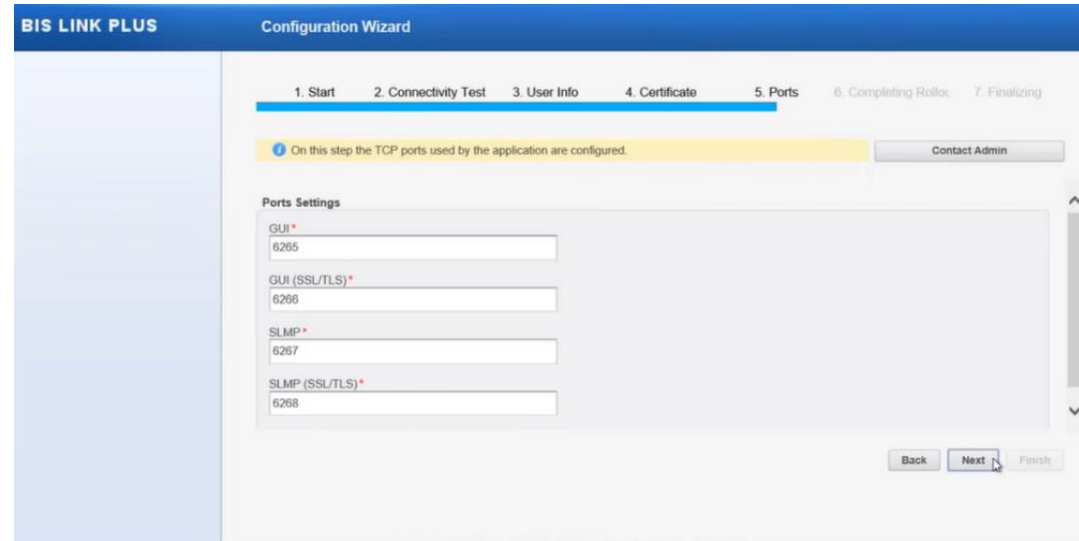 BIS LINK PLUS
Configuration Wizard
1. Start 2. Connectivity Test 3. User Info 4. Certificate 5. Ports 6. Completing Rollou 7. Finalizing
On this step the TCP ports used by the application are configured.
Contact Admin
Ports Settings
GUI*
6265
GUI (SSL/TLS)*
6266
SLMP*
6267
SLMP (SSL/TLS)*
6268
Back Next Finish